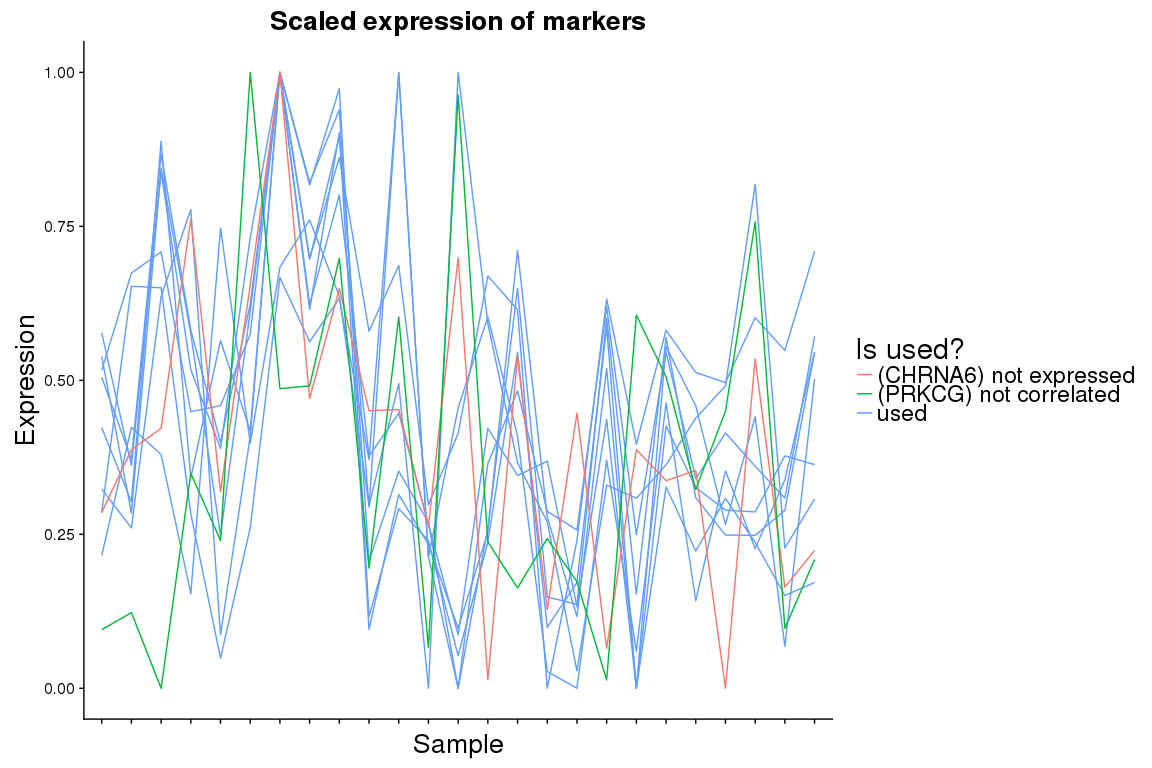 Scaled expression of markers
1.00
0.75
0.50
0.25
0.00
Expression
Sample
Is used?
(CHRNA6) not expressed
(PRKCG) not correlated
used